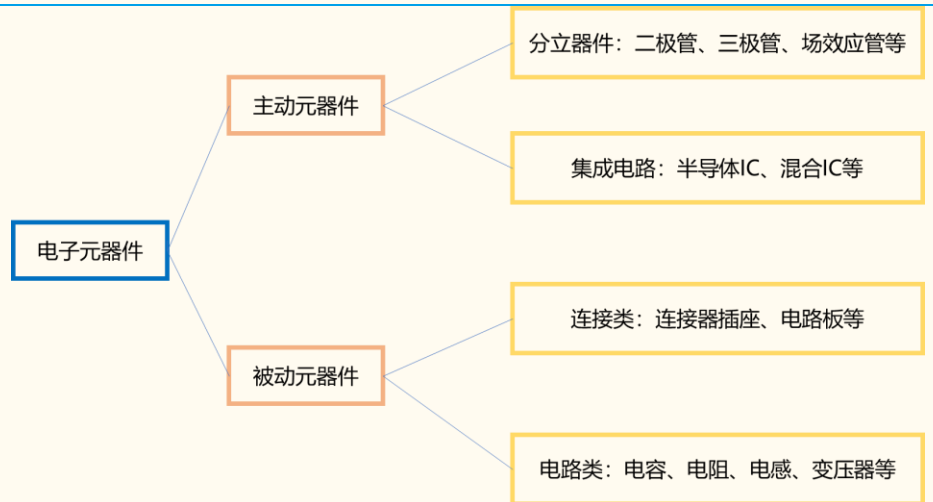 电子元器件
主动元器件
分立器件：二极管、三极管、场效应管等
集成电路：半导体IC、混合IC等
被动元器件
连接类：连接器插座、电路板等
电路类：电容、电阻、电感、变压器等